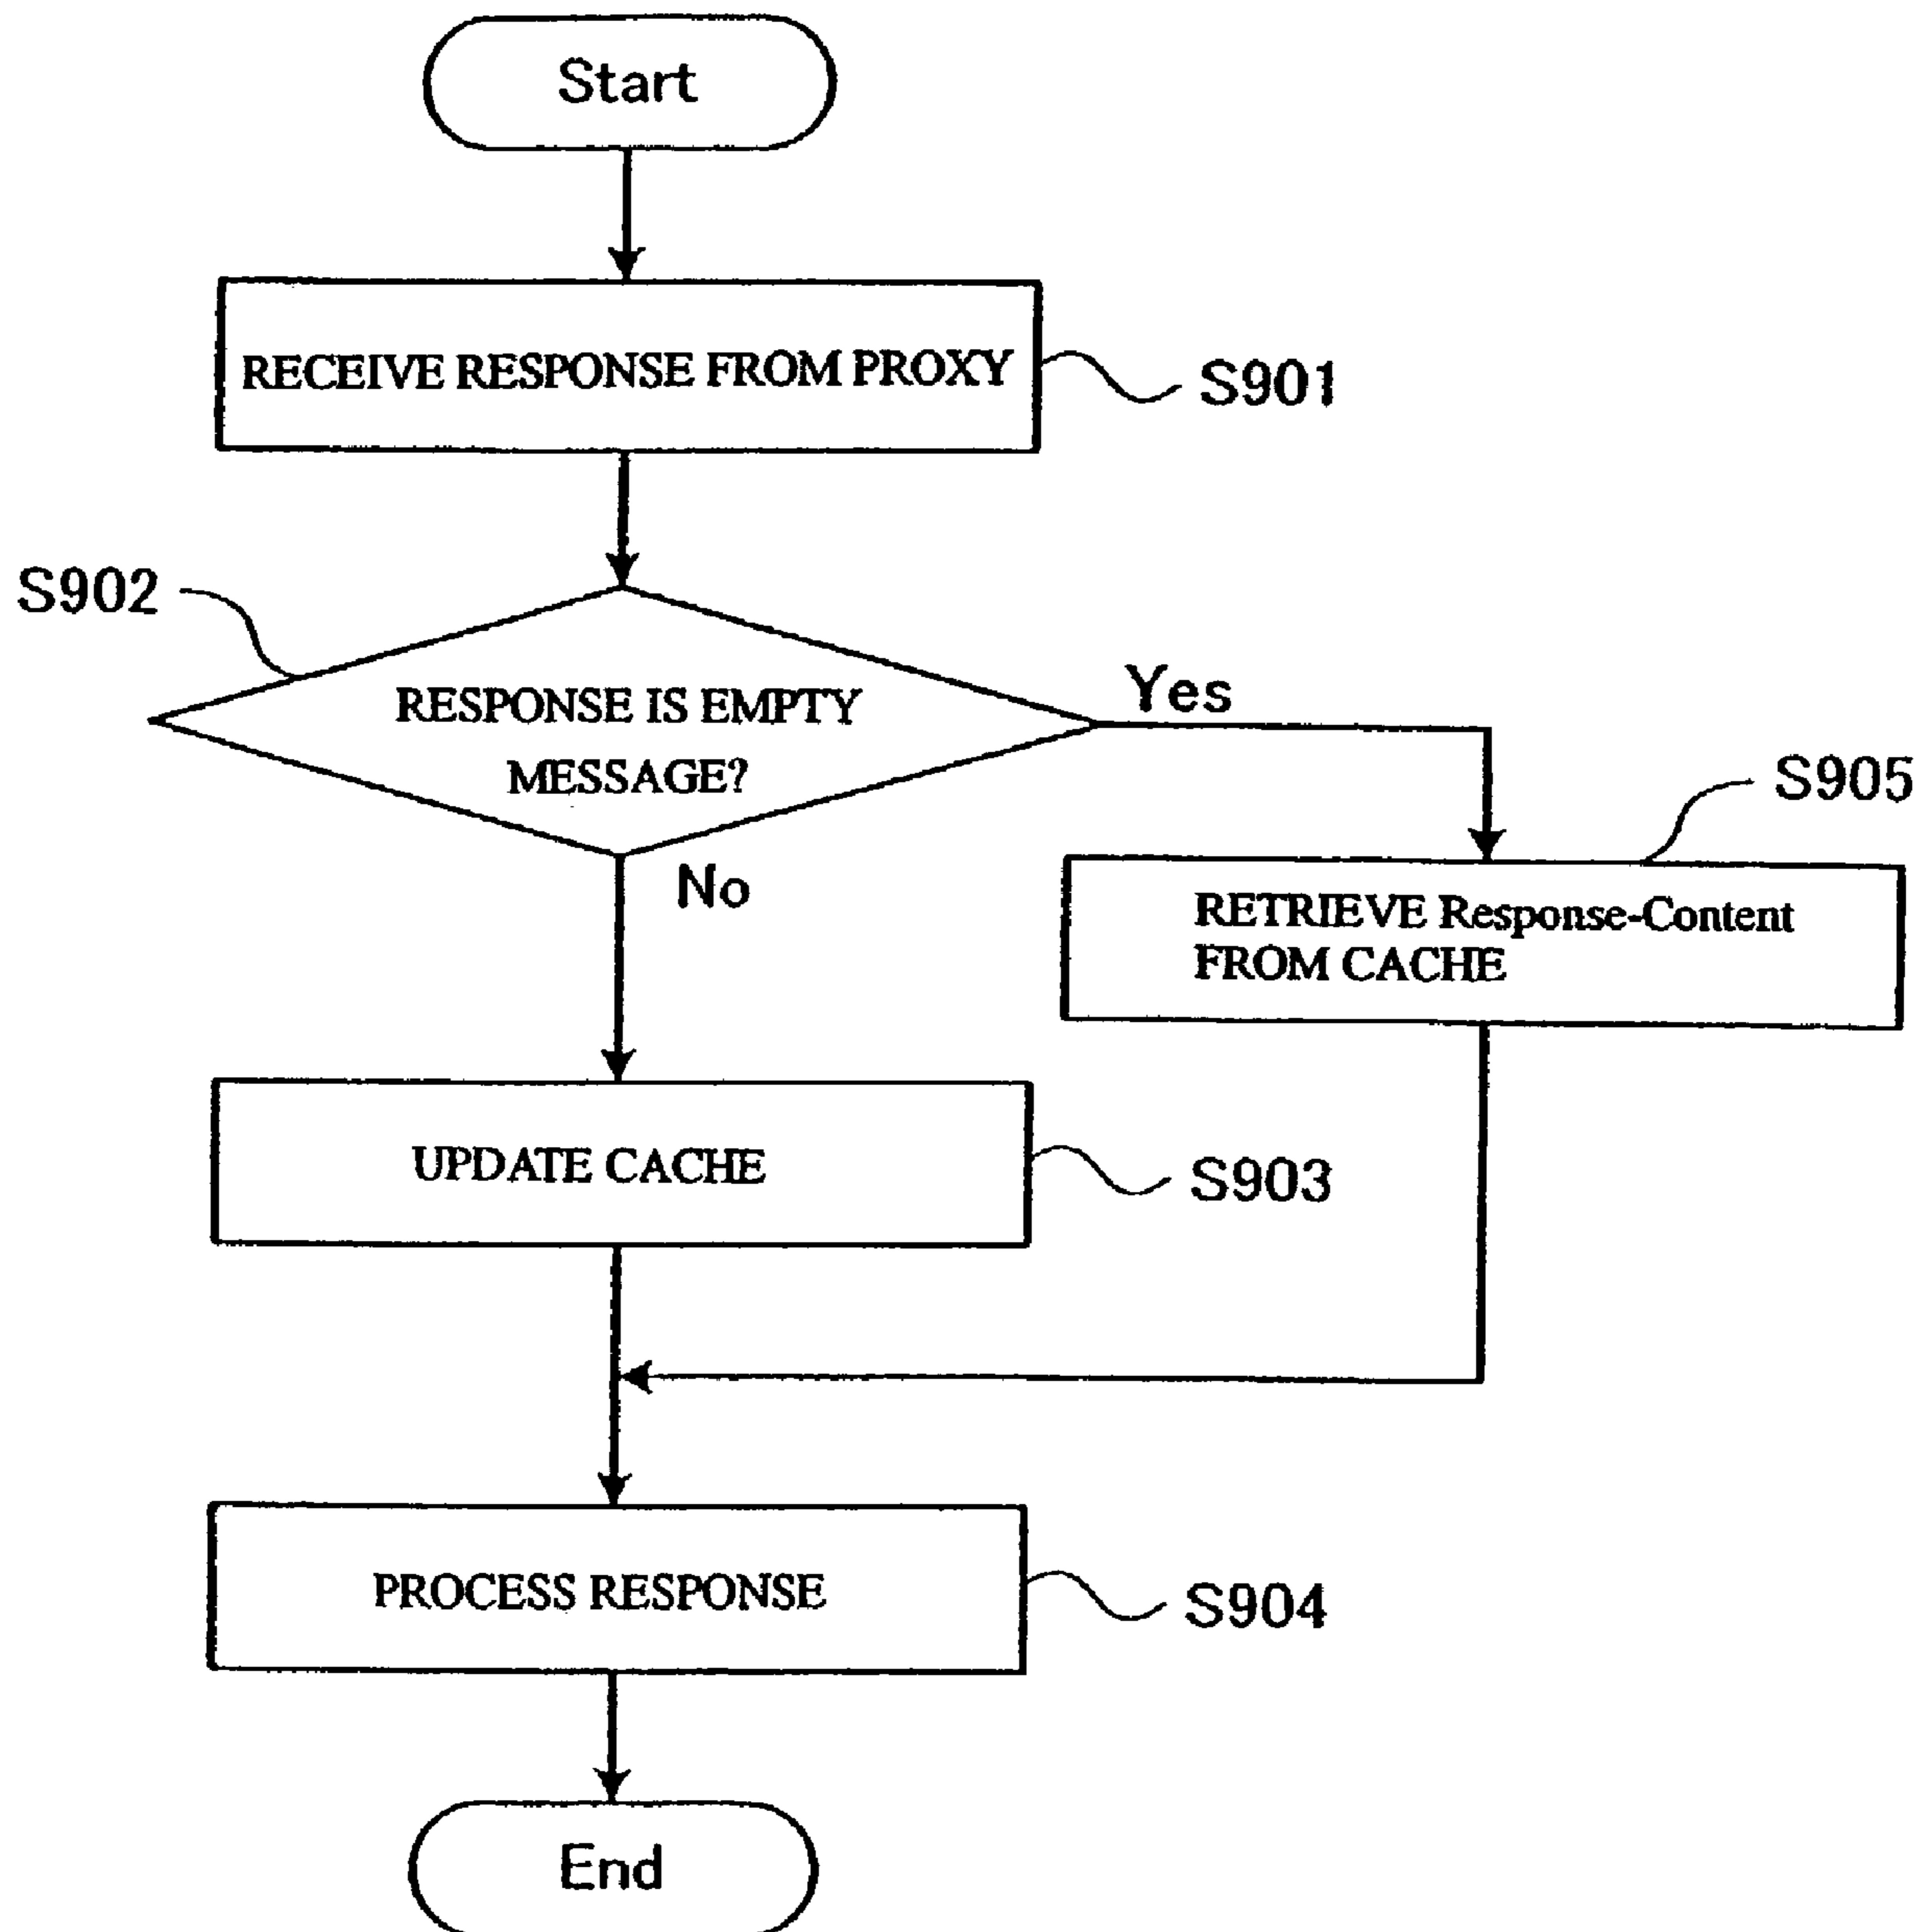 Start
RECEIVE RESPONSE FROM PROXY
S901
S902
RESPONSE IS EMPTY
MESSAGE?
Yes
No
S905
RETRIEVE Response-Content
FROM CACHE
UPDATE CACHE
S903
PROCESS RESPONSE
S904
End